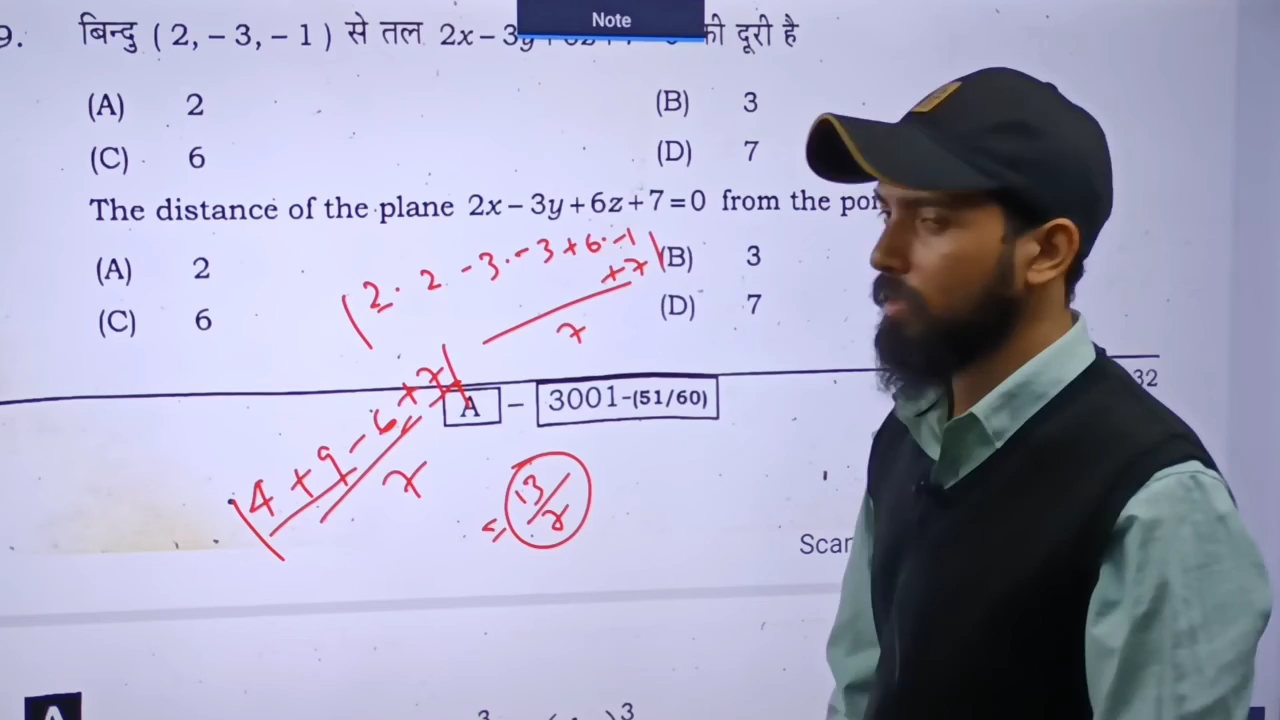 Note
9. बिन्दु ( 2, – 3, – 1 ) से तल 2x – 3y की दूरी है
(A) 2 (B) 3
(C) 6 (D) 7
The distance of the plane 2x – 3y + 6z + 7 = 0 from the
(A) 2 (B) 3
(C) 6 (D) 7
|2 · 2 - 3 · - 3 + 6 · - 1 + 7|
7
|4 + 9 - 6 + 7|
7
= 13/7
A – 3001-(51/60)
32
A
3 3